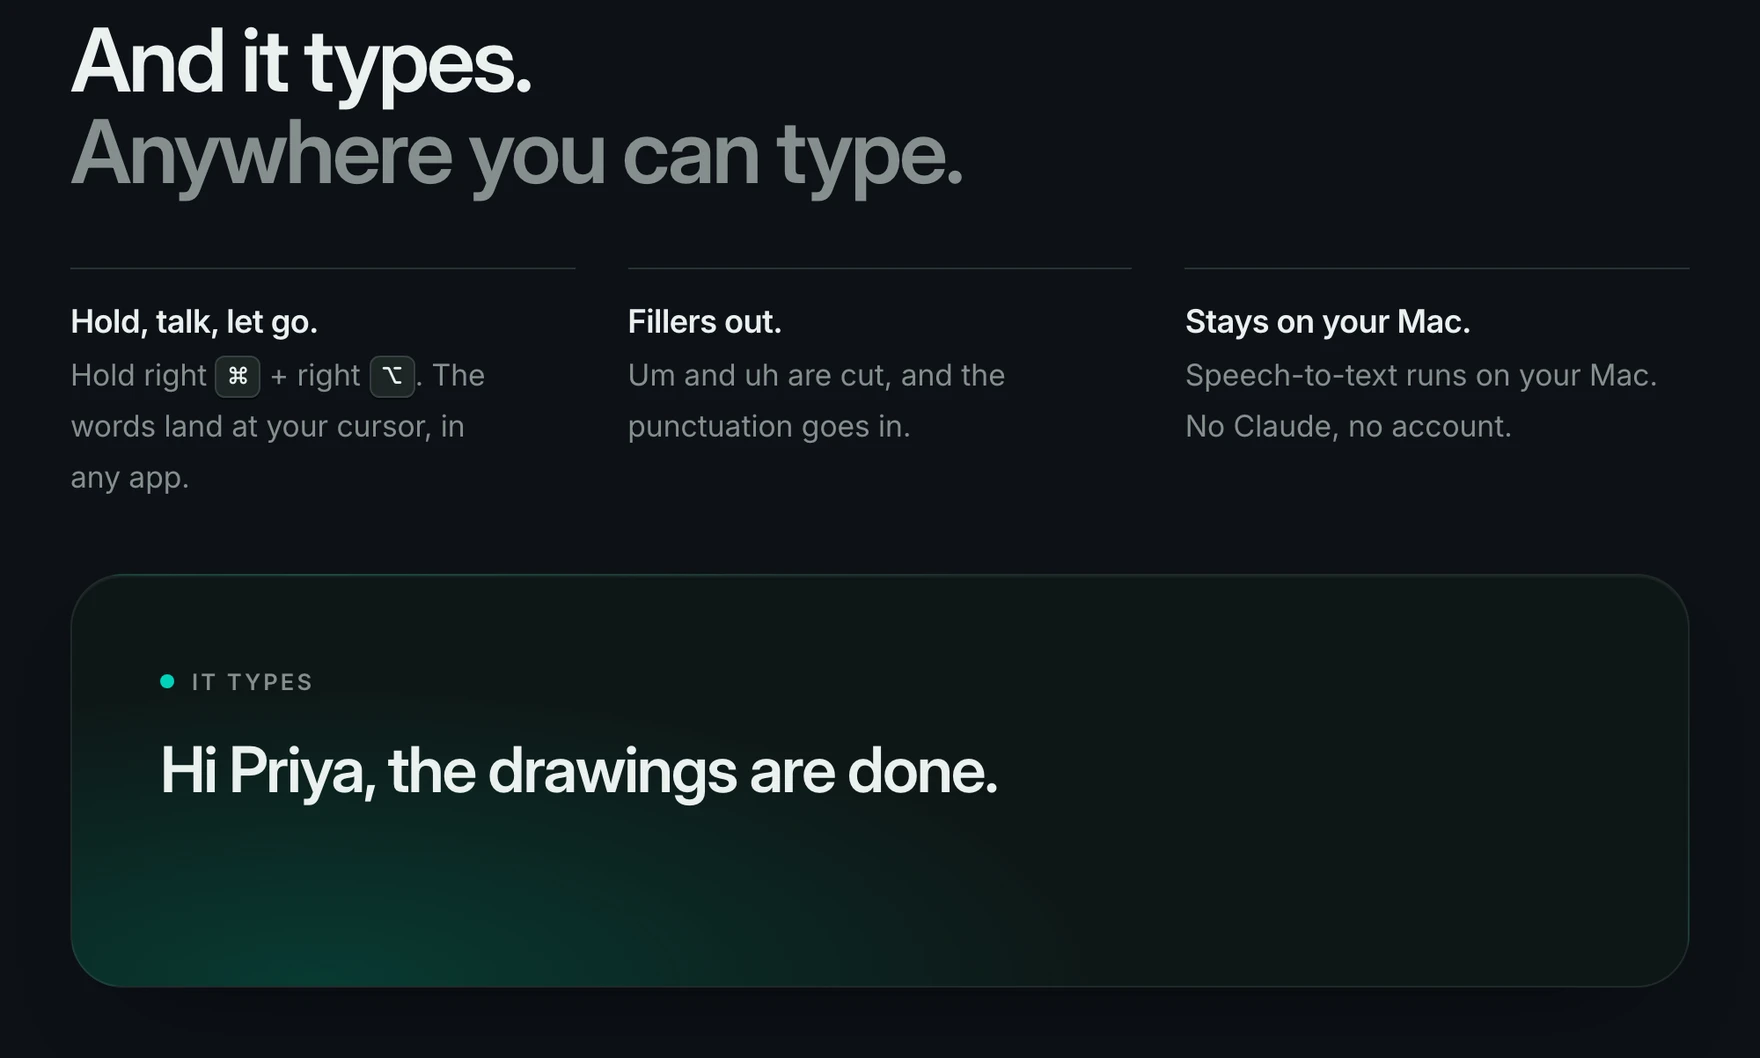 And it types.
Anywhere you can type.
Hold, talk, let go.
Hold right ⌘ + right ⌥. The
words land at your cursor, in
any app.
Fillers out.
Um and uh are cut, and the
punctuation goes in.
Stays on your Mac.
Speech-to-text runs on your Mac.
No Claude, no account.
IT TYPES
Hi Priya, the drawings are done.